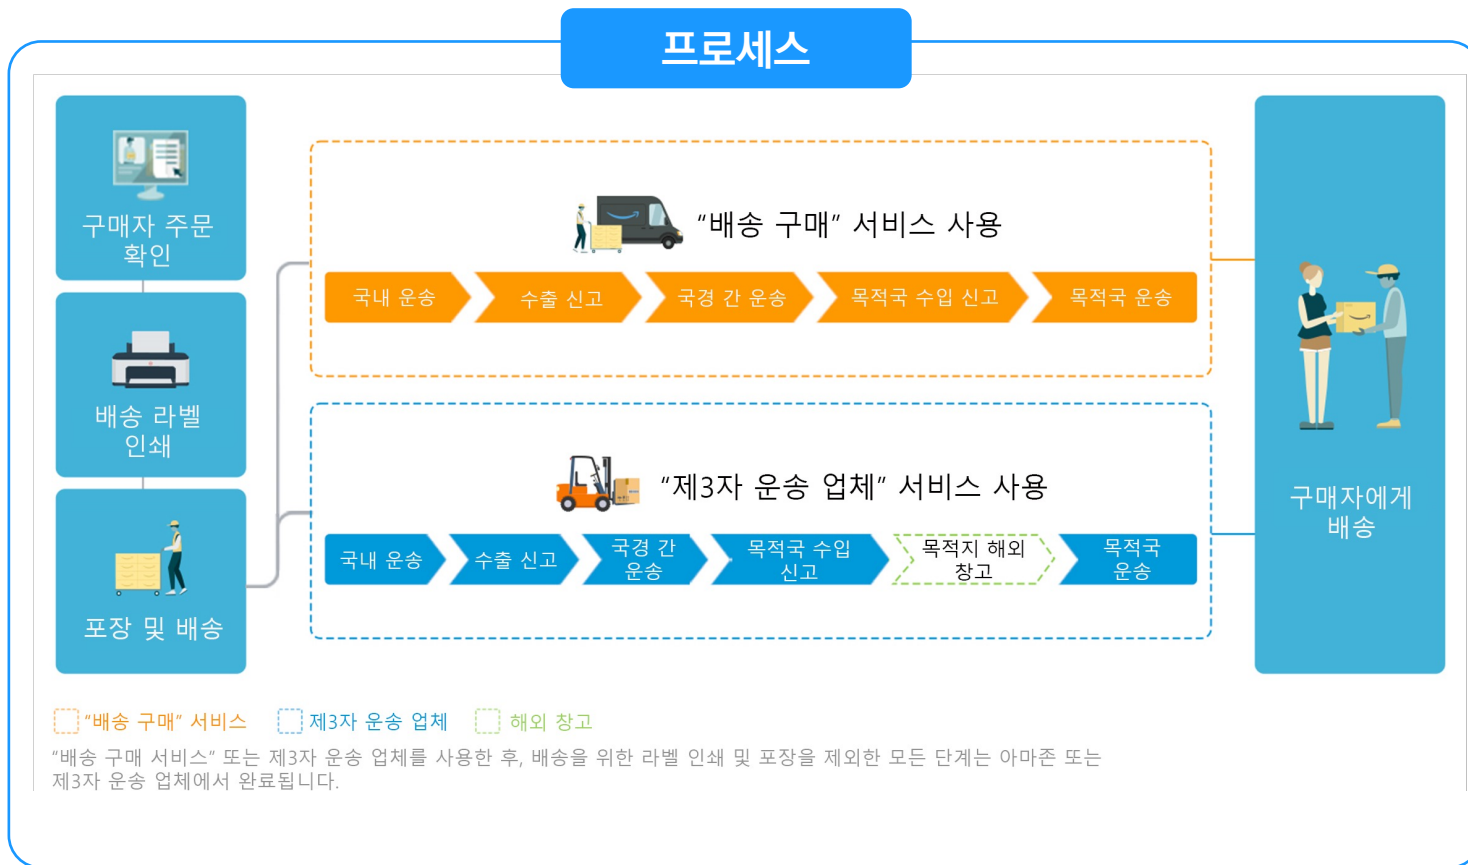 프로세스
구매자 주문
확인
배송 라벨
인쇄
포장 및 배송
“배송 구매” 서비스 사용
국내 운송
수출 신고
국경 간 운송
목적국 수입 신고
목적국 운송
“제3자 운송 업체” 서비스 사용
국내 운송
수출 신고
국경 간
운송
목적국 수입
신고
목적지 해외
창고
목적국
운송
구매자에게
배송
“배송 구매” 서비스
제3자 운송 업체
해외 창고
“배송 구매 서비스” 또는 제3자 운송 업체를 사용한 후, 배송을 위한 라벨 인쇄 및 포장을 제외한 모든 단계는 아마존 또는
제3자 운송 업체에서 완료됩니다.